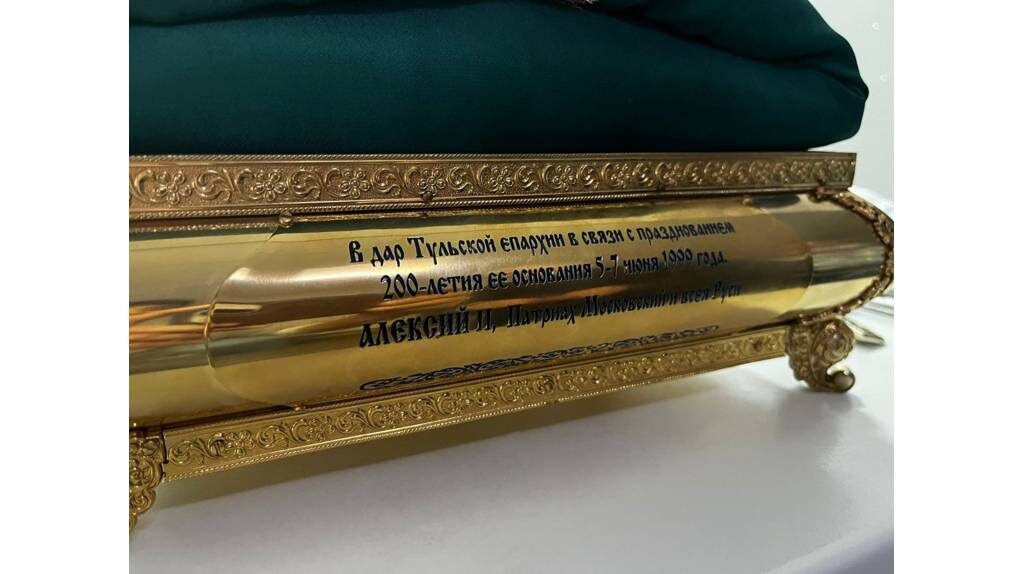 В дар Тульской епархии в связи с празднованием
200-летия ее основания 5-7 июня 1999 года.
АЛЕКСИЙ II, Патриах Московский и всея Руси